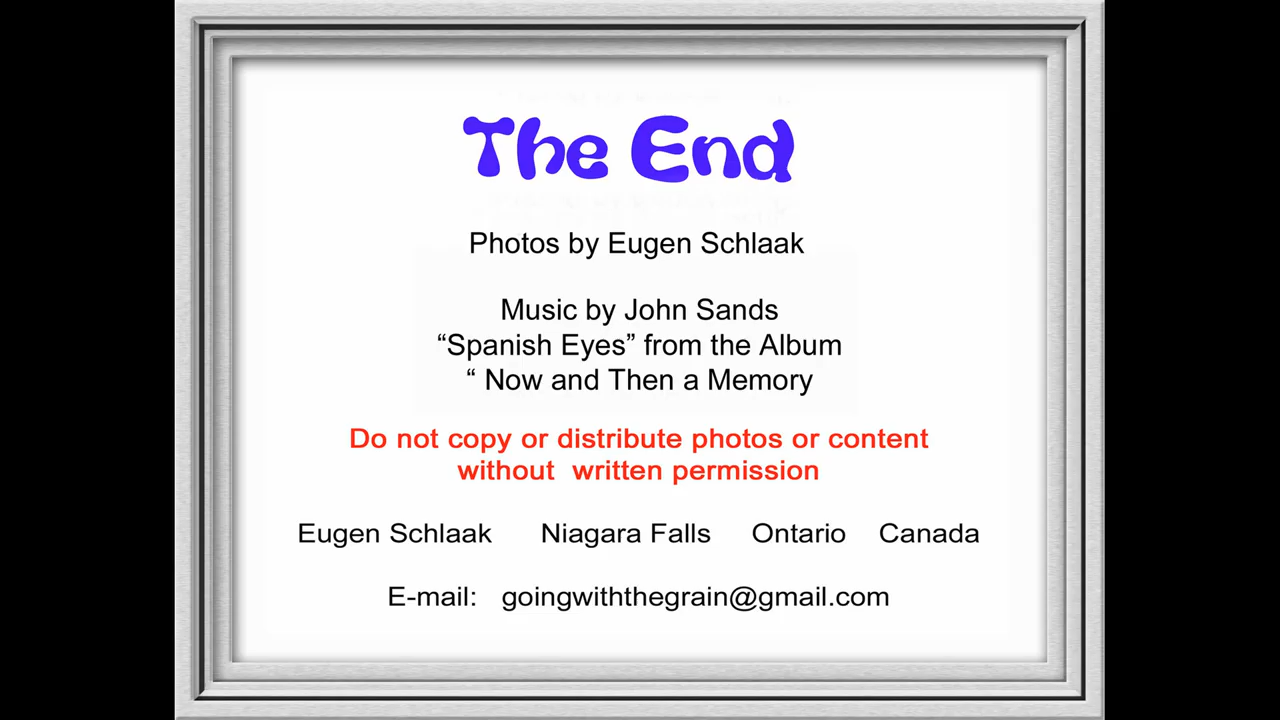 The End
Photos by Eugen Schlaak
Music by John Sands
“Spanish Eyes” from the Album
“ Now and Then a Memory
Do not copy or distribute photos or content
without written permission
Eugen Schlaak Niagara Falls Ontario Canada
E-mail: goingwiththegrain@gmail.com